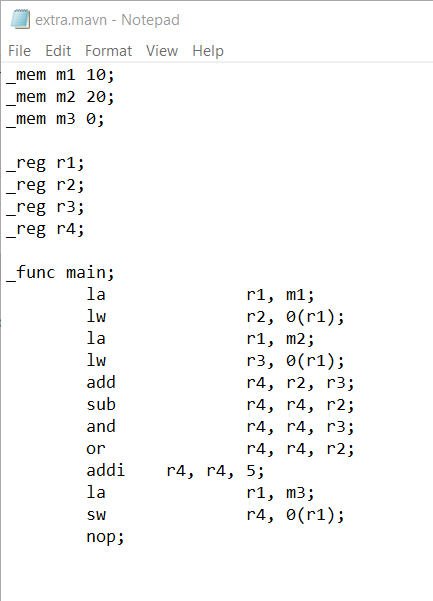 extra.mavn - Notepad
File Edit Format View Help
_mem m1 10;
_mem m2 20;
_mem m3 0;
_reg r1;
_reg r2;
_reg r3;
_reg r4;
_func main;
la r1, m1;
lw r2, 0(r1);
la r1, m2;
lw r3, 0(r1);
add r4, r2, r3;
sub r4, r4, r2;
and r4, r4, r3;
or r4, r4, r2;
addi r4, r4, 5;
la r1, m3;
sw r4, 0(r1);
nop;